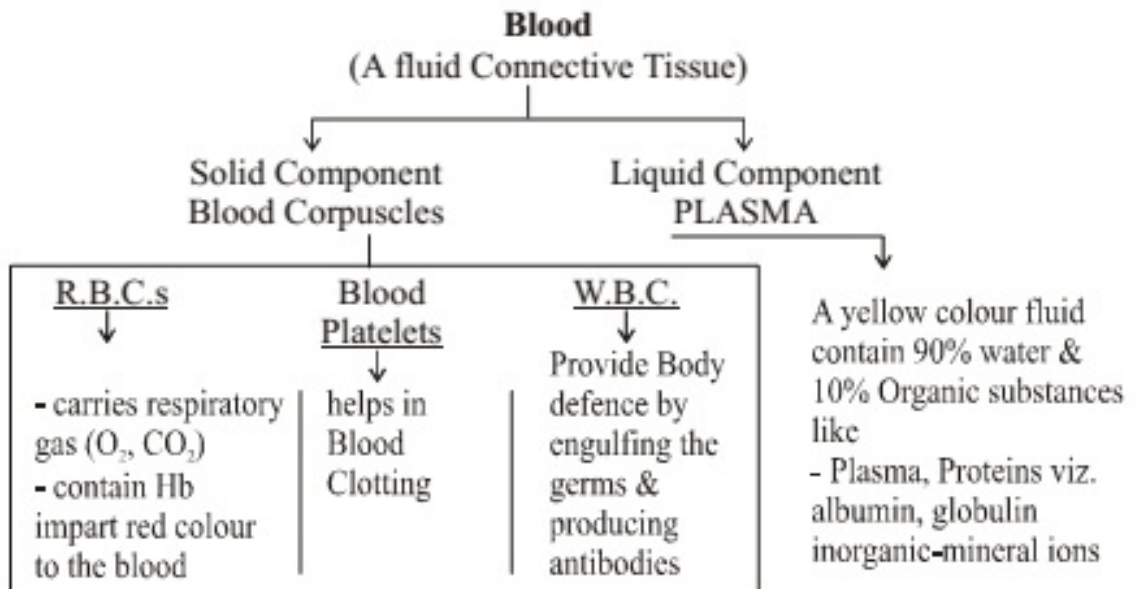 Blood
(A fluid Connective Tissue)
Solid Component
Blood Corpuscles
Liquid Component
PLASMA
R.B.C.s
- carries respiratory
gas (O₂, CO₂)
- contain Hb
impart red colour
to the blood
Blood
Platelets
helps in
Blood
Clotting
W.B.C.
Provide Body
defence by
engulfing the
germs &
producing
antibodies
A yellow colour fluid
contain 90% water &
10% Organic substances
like
- Plasma, Proteins viz.
albumin, globulin
inorganic-mineral ions